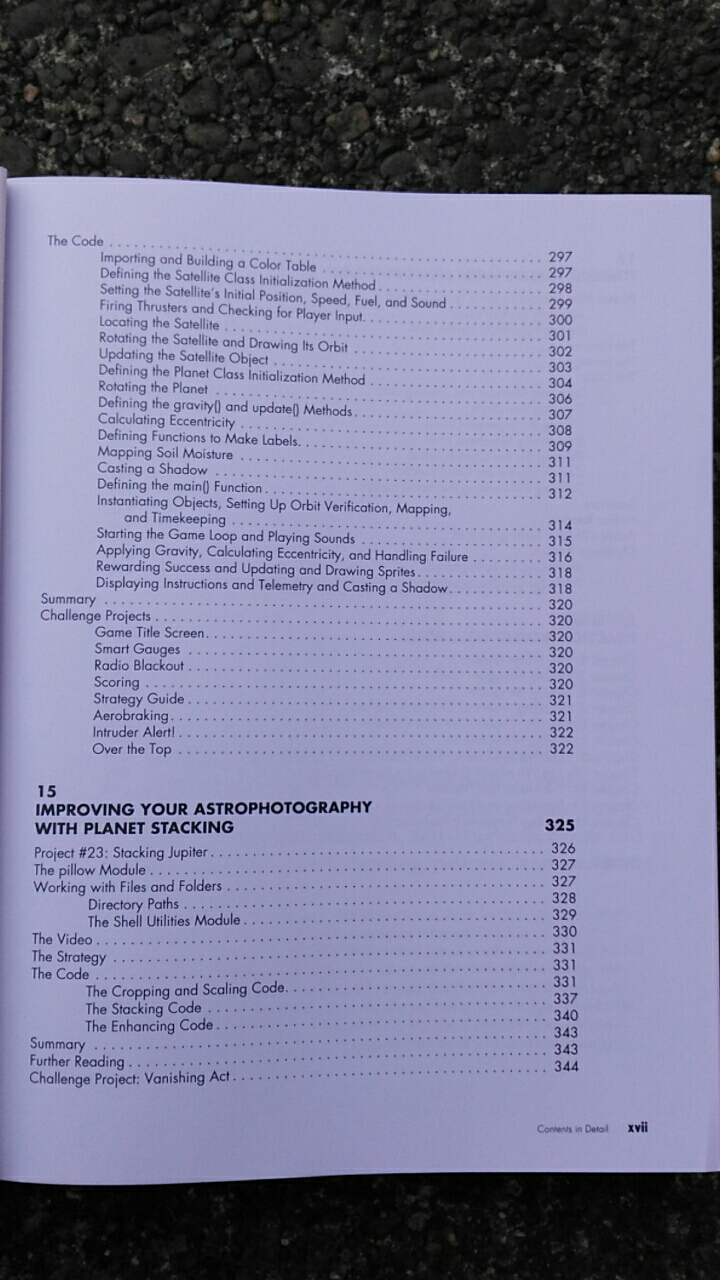 The Code . . . . . 297
Importing and Building a Color Table . . . . . 297
Defining the Satellite Class Initialization Method . . . . . 298
Setting the Satellite's Initial Position, Speed, Fuel, and Sound . . . . . 299
Firing Thrusters and Checking for Player Input . . . . . 300
Locating the Satellite . . . . . 301
Rotating the Satellite and Drawing Its Orbit . . . . . 302
Updating the Satellite Object . . . . . 303
Defining the Planet Class Initialization Method . . . . . 304
Rotating the Planet . . . . . 306
Defining the gravity() and update() Methods . . . . . 307
Calculating Eccentricity . . . . . 308
Defining Functions to Make Labels . . . . . 309
Mapping Soil Moisture . . . . . 311
Casting a Shadow . . . . . 311
Defining the main() Function . . . . . 312
Instantiating Objects, Setting Up Orbit Verification, Mapping,
and Timekeeping . . . . . 314
Starting the Game Loop and Playing Sounds . . . . . 315
Applying Gravity, Calculating Eccentricity, and Handling Failure . . . . . 316
Rewarding Success and Updating and Drawing Sprites . . . . . 318
Displaying Instructions and Telemetry and Casting a Shadow . . . . . 318
Summary . . . . . 320
Challenge Projects . . . . . 320
Game Title Screen . . . . . 320
Smart Gauges . . . . . 320
Radio Blackout . . . . . 320
Scoring . . . . . 320
Strategy Guide . . . . . 321
Aerobraking . . . . . 321
Intruder Alert! . . . . . 322
Over the Top . . . . . 322
15
IMPROVING YOUR ASTROPHOTOGRAPHY
WITH PLANET STACKING 325
Project #23: Stacking Jupiter . . . . . 326
The pillow Module . . . . . 327
Working with Files and Folders . . . . . 327
Directory Paths . . . . . 328
The Shell Utilities Module . . . . . 329
The Video . . . . . 330
The Strategy . . . . . 331
The Code . . . . . 331
The Cropping and Scaling Code . . . . . 331
The Stacking Code . . . . . 337
The Enhancing Code . . . . . 340
Summary . . . . . 343
Further Reading . . . . . 343
Challenge Project: Vanishing Act . . . . . 344
Contents in Detail xvii